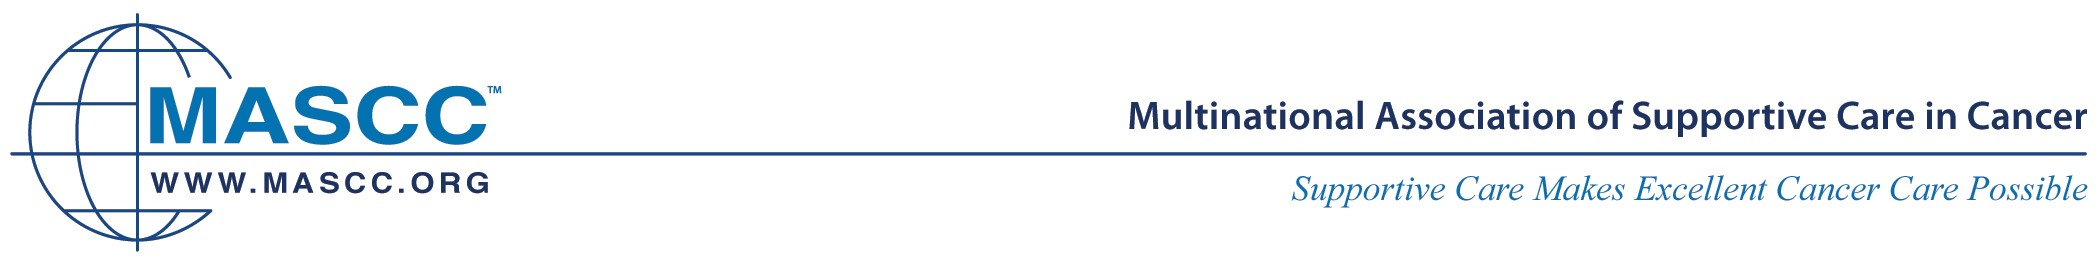 MASCC™
WWW.MASCC.ORG
Multinational Association of Supportive Care in Cancer
Supportive Care Makes Excellent Cancer Care Possible